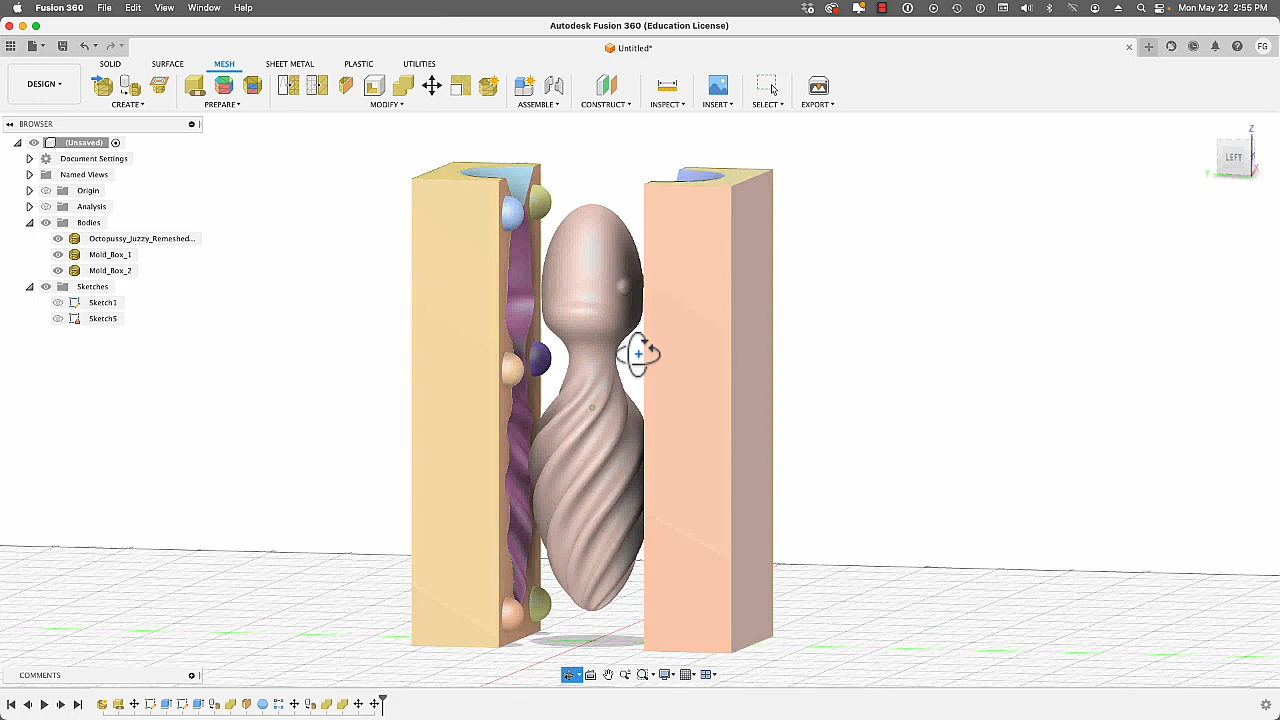 Fusion 360 File Edit View Window Help Mon May 22 2:55 PM
Autodesk Fusion 360 (Education License)
Untitled*
FG
SOLID SURFACE MESH SHEET METAL PLASTIC UTILITIES
DESIGN
CREATE PREPARE MODIFY ASSEMBLE CONSTRUCT INSPECT INSERT SELECT EXPORT
BROWSER
(Unsaved)
Document Settings
Named Views
Origin
Analysis
Bodies
Octopussy_Juzzy_Remeshed...
Mold_Box_1
Mold_Box_2
Sketches
Sketch1
Sketch5
Z
LEFT
Y
X
COMMENTS